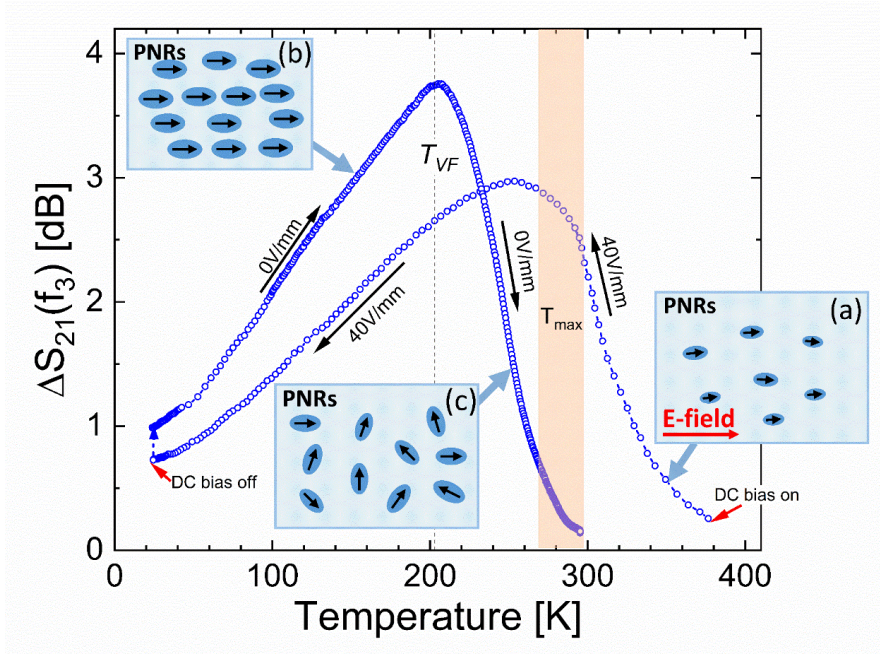 ΔS21(f3) [dB]
4
3
2
1
0
0
100
200
300
400
Temperature [K]
PNRs
(b)
TVF
0V/mm
40V/mm
0V/mm
40V/mm
Tmax
PNRs
(a)
E-field
PNRs
(c)
DC bias off
DC bias on